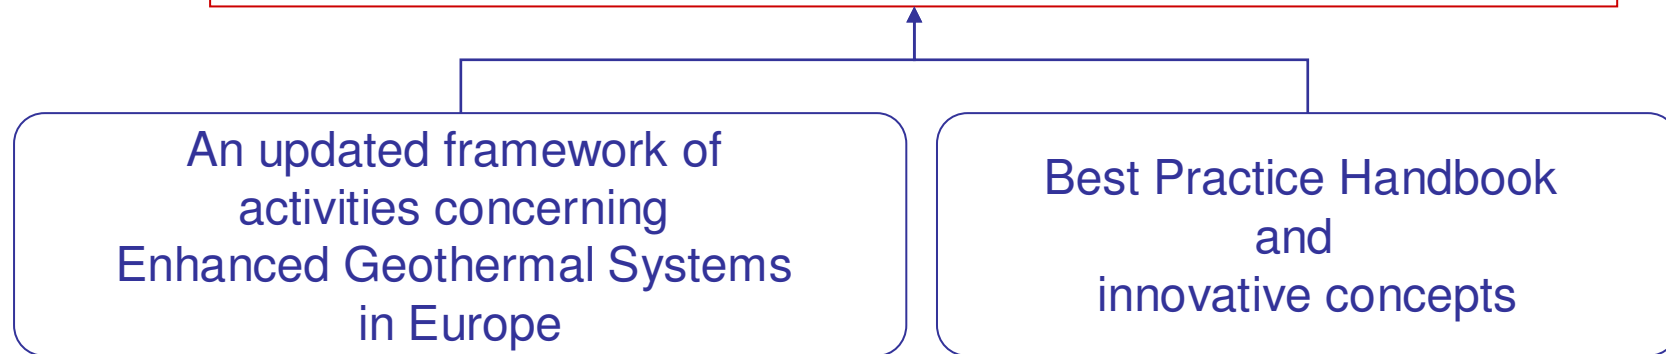 An updated framework of
activities concerning
Enhanced Geothermal Systems
in Europe
Best Practice Handbook
and
innovative concepts